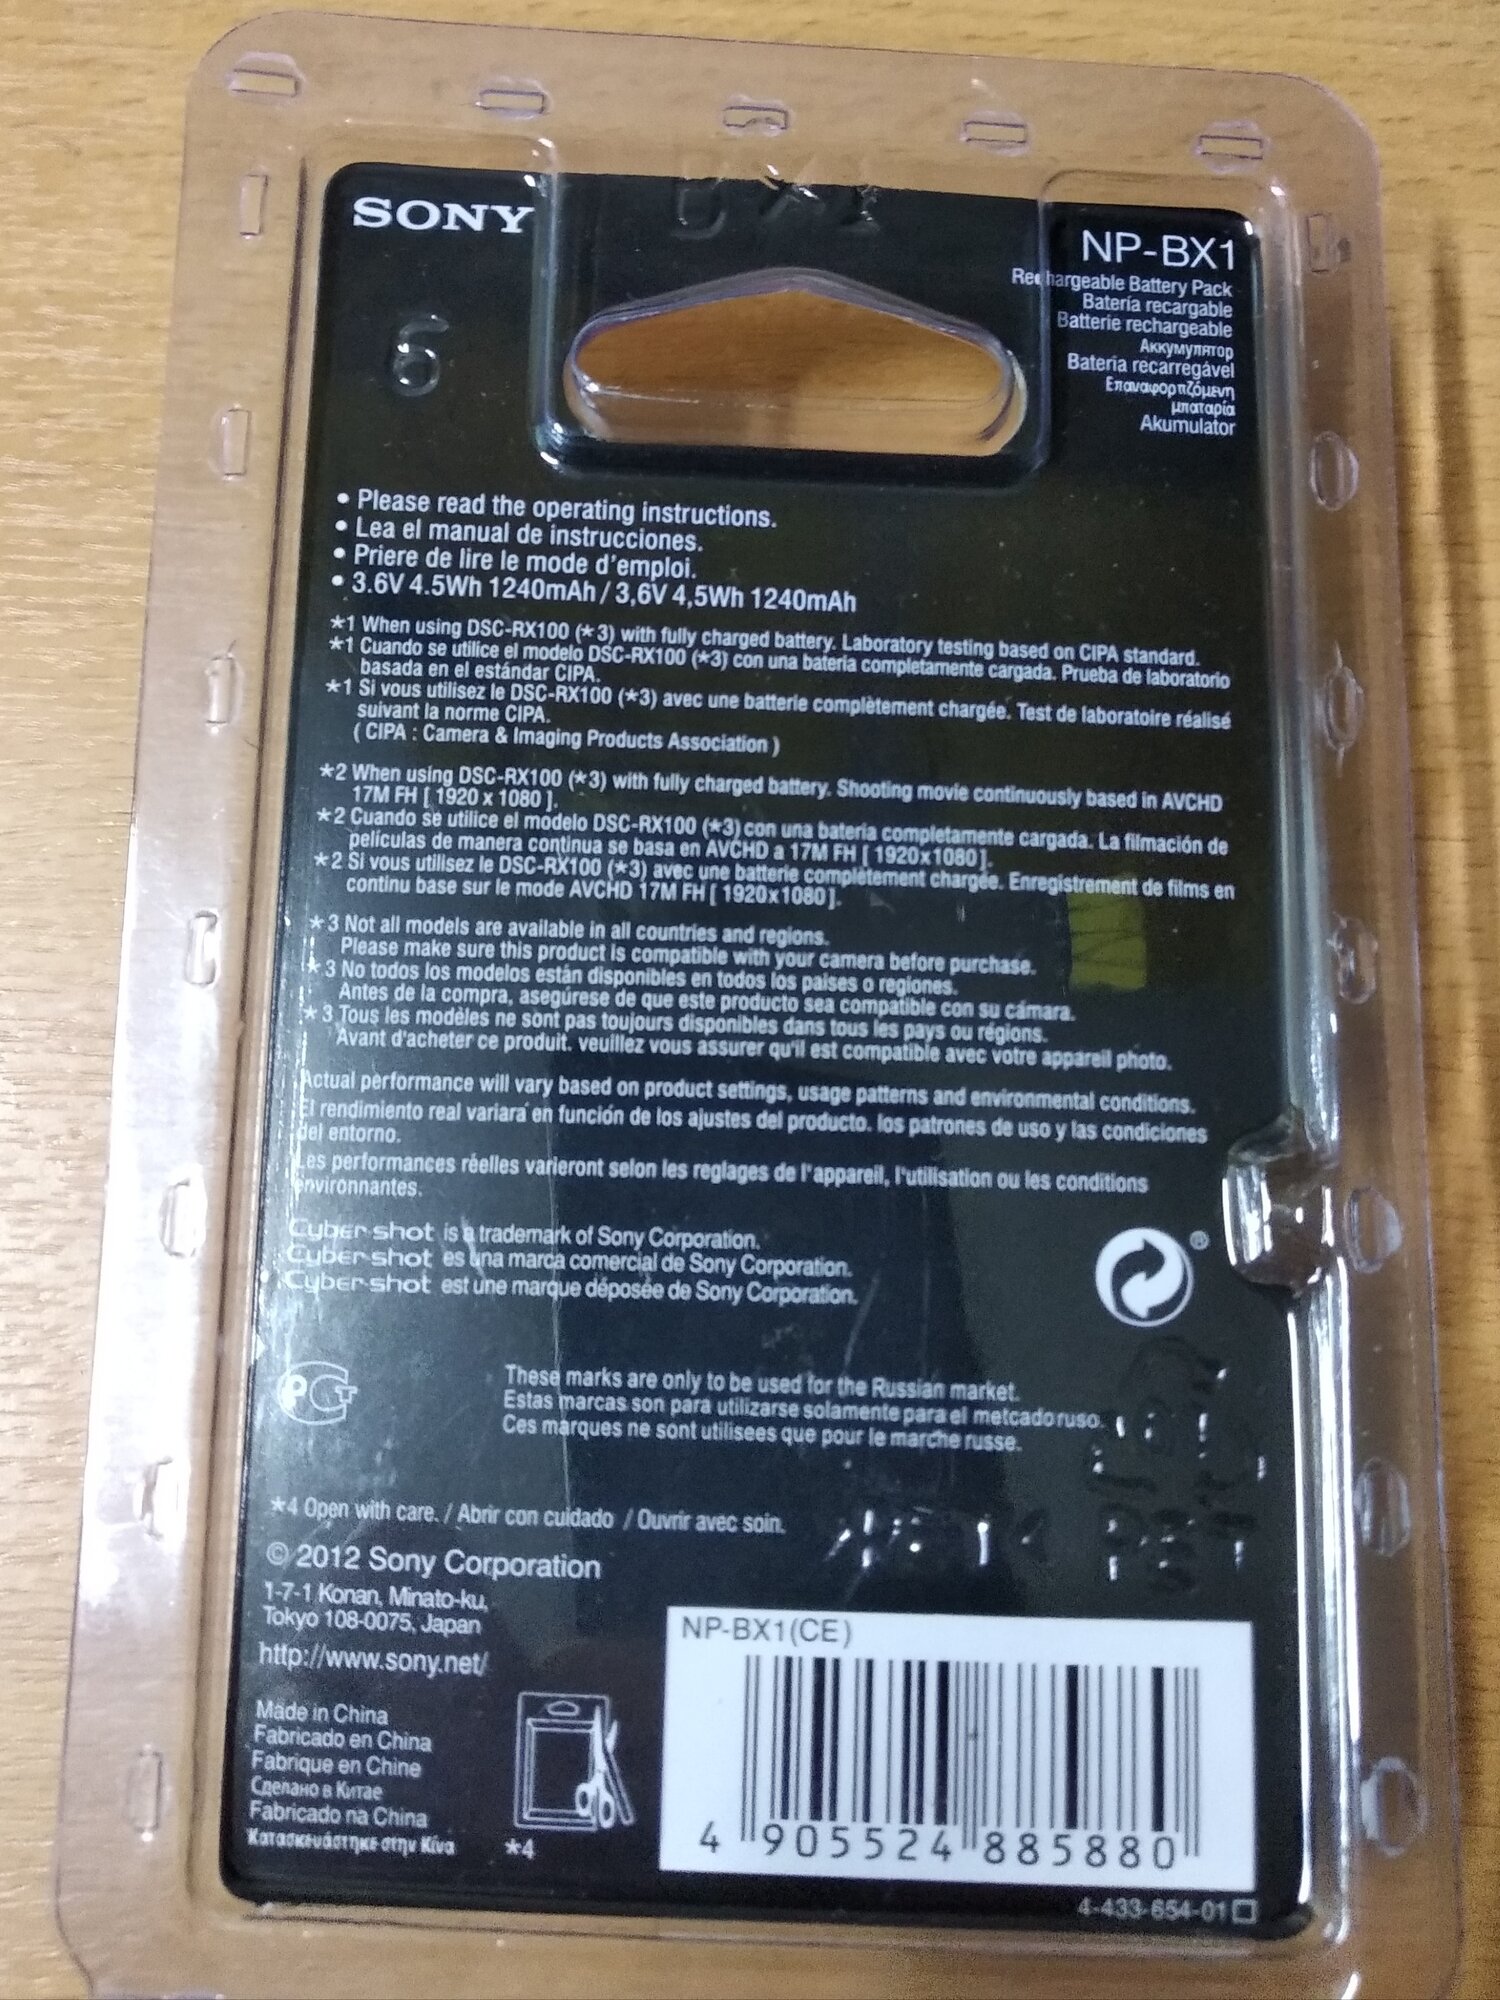 SONY
NP-BX1
Rechargeable Battery Pack
Batería recargable
Batterie rechargeable
Аккумулятор
Bateria recarregável
Επαναφορτιζόμενη
μπαταρία
Akumulator
6
• Please read the operating instructions.
• Lea el manual de instrucciones.
• Priere de lire le mode d'emploi.
• 3.6V 4.5Wh 1240mAh / 3,6V 4,5Wh 1240mAh
*1 When using DSC-RX100 (*3) with fully charged battery. Laboratory testing based on CIPA standard.
*1 Cuando se utilice el modelo DSC-RX100 (*3) con una batería completamente cargada. Prueba de laboratorio
basada en el estándar CIPA.
*1 Si vous utilisez le DSC-RX100 (*3) avec une batterie complètement chargée. Test de laboratoire réalisé
suivant la norme CIPA.
( CIPA : Camera & Imaging Products Association )
*2 When using DSC-RX100 (*3) with fully charged battery. Shooting movie continuously based in AVCHD
17M FH [ 1920 x 1080 ].
*2 Cuando se utilice el modelo DSC-RX100 (*3) con una batería completamente cargada. La filmación de
películas de manera continua se basa en AVCHD a 17M FH [ 1920x1080 ].
*2 Si vous utilisez le DSC-RX100 (*3) avec une batterie complètement chargée. Enregistrement de films en
continu base sur le mode AVCHD 17M FH [ 1920x1080].
*3 Not all models are available in all countries and regions.
Please make sure this product is compatible with your camera before purchase.
*3 No todos los modelos están disponibles en todos los países o regiones.
Antes de la compra, asegúrese de que este producto sea compatible con su cámara.
*3 Tous les modèles ne sont pas toujours disponibles dans tous les pays ou régions.
Avant d'acheter ce produit. veuillez vous assurer qu'il est compatible avec votre appareil photo.
Actual performance will vary based on product settings, usage patterns and environmental conditions.
El rendimiento real variara en función de los ajustes del producto. los patrones de uso y las condiciones
del entorno.
Les performances réelles varieront selon les reglages de l'appareil, l'utilisation ou les conditions
environnantes.
Cyber-shot is a trademark of Sony Corporation.
Cyber-shot es una marca comercial de Sony Corporation.
Cyber-shot est une marque déposée de Sony Corporation.
These marks are only to be used for the Russian market.
Estas marcas son para utilizarse solamente para el metcado ruso.
Ces marques ne sont utilisees que pour le marche russe.
*4 Open with care. / Abrir con cuidado / Ouvrir avec soin.
© 2012 Sony Corporation
1-7-1 Konan, Minato-ku,
Tokyo 108-0075, Japan
http://www.sony.net/
Made in China
Fabricado en China
Fabrique en Chine
Сделано в Китае
Fabricado na China
Κατασκευάστηκε στην Κίνα
*4
NP-BX1(CE)
4 905524 885880
4-433-654-01